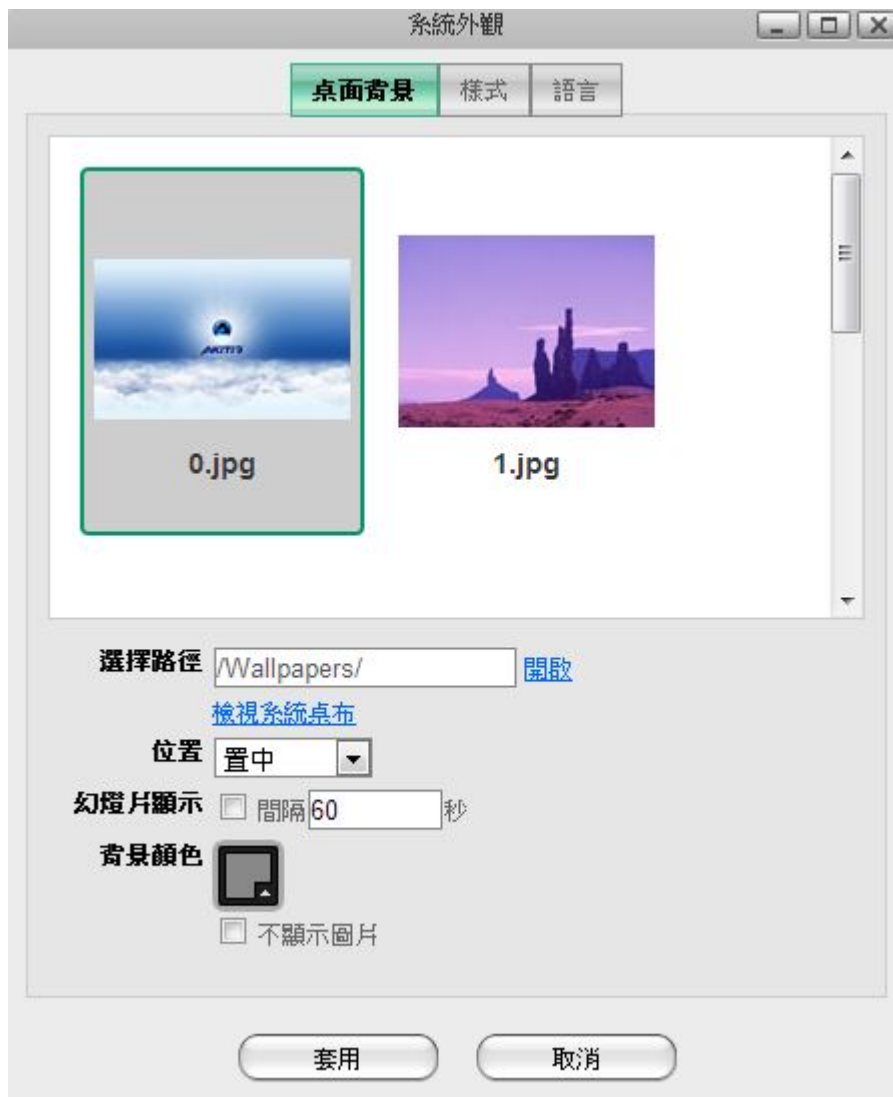 系統外觀
桌面背景 樣式 語言
AKiTiO
0.jpg 1.jpg
選擇路徑 /Wallpapers/ 開啟
檢視系統桌布
位置 置中
幻燈片顯示 間隔 60 秒
背景顏色
不顯示圖片
套用 取消